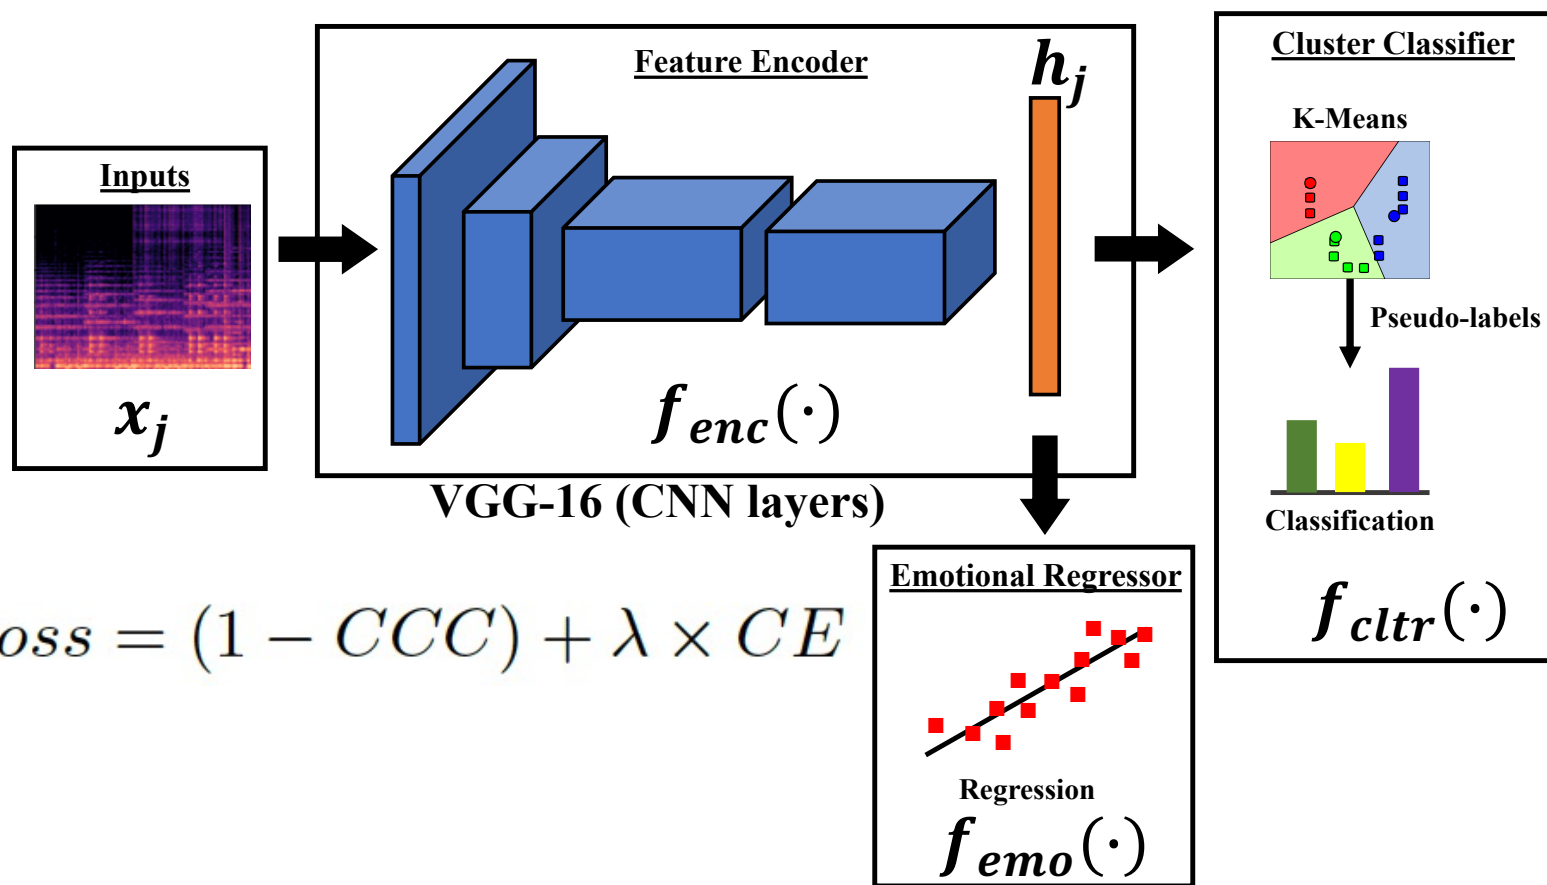 Inputs
x_j
Feature Encoder
h_j
f_enc(·)
VGG-16 (CNN layers)
Cluster Classifier
K-Means
Pseudo-labels
Classification
f_cltr(·)
Emotional Regressor
Regression
f_emo(·)
oss = (1 − CCC) + λ × CE